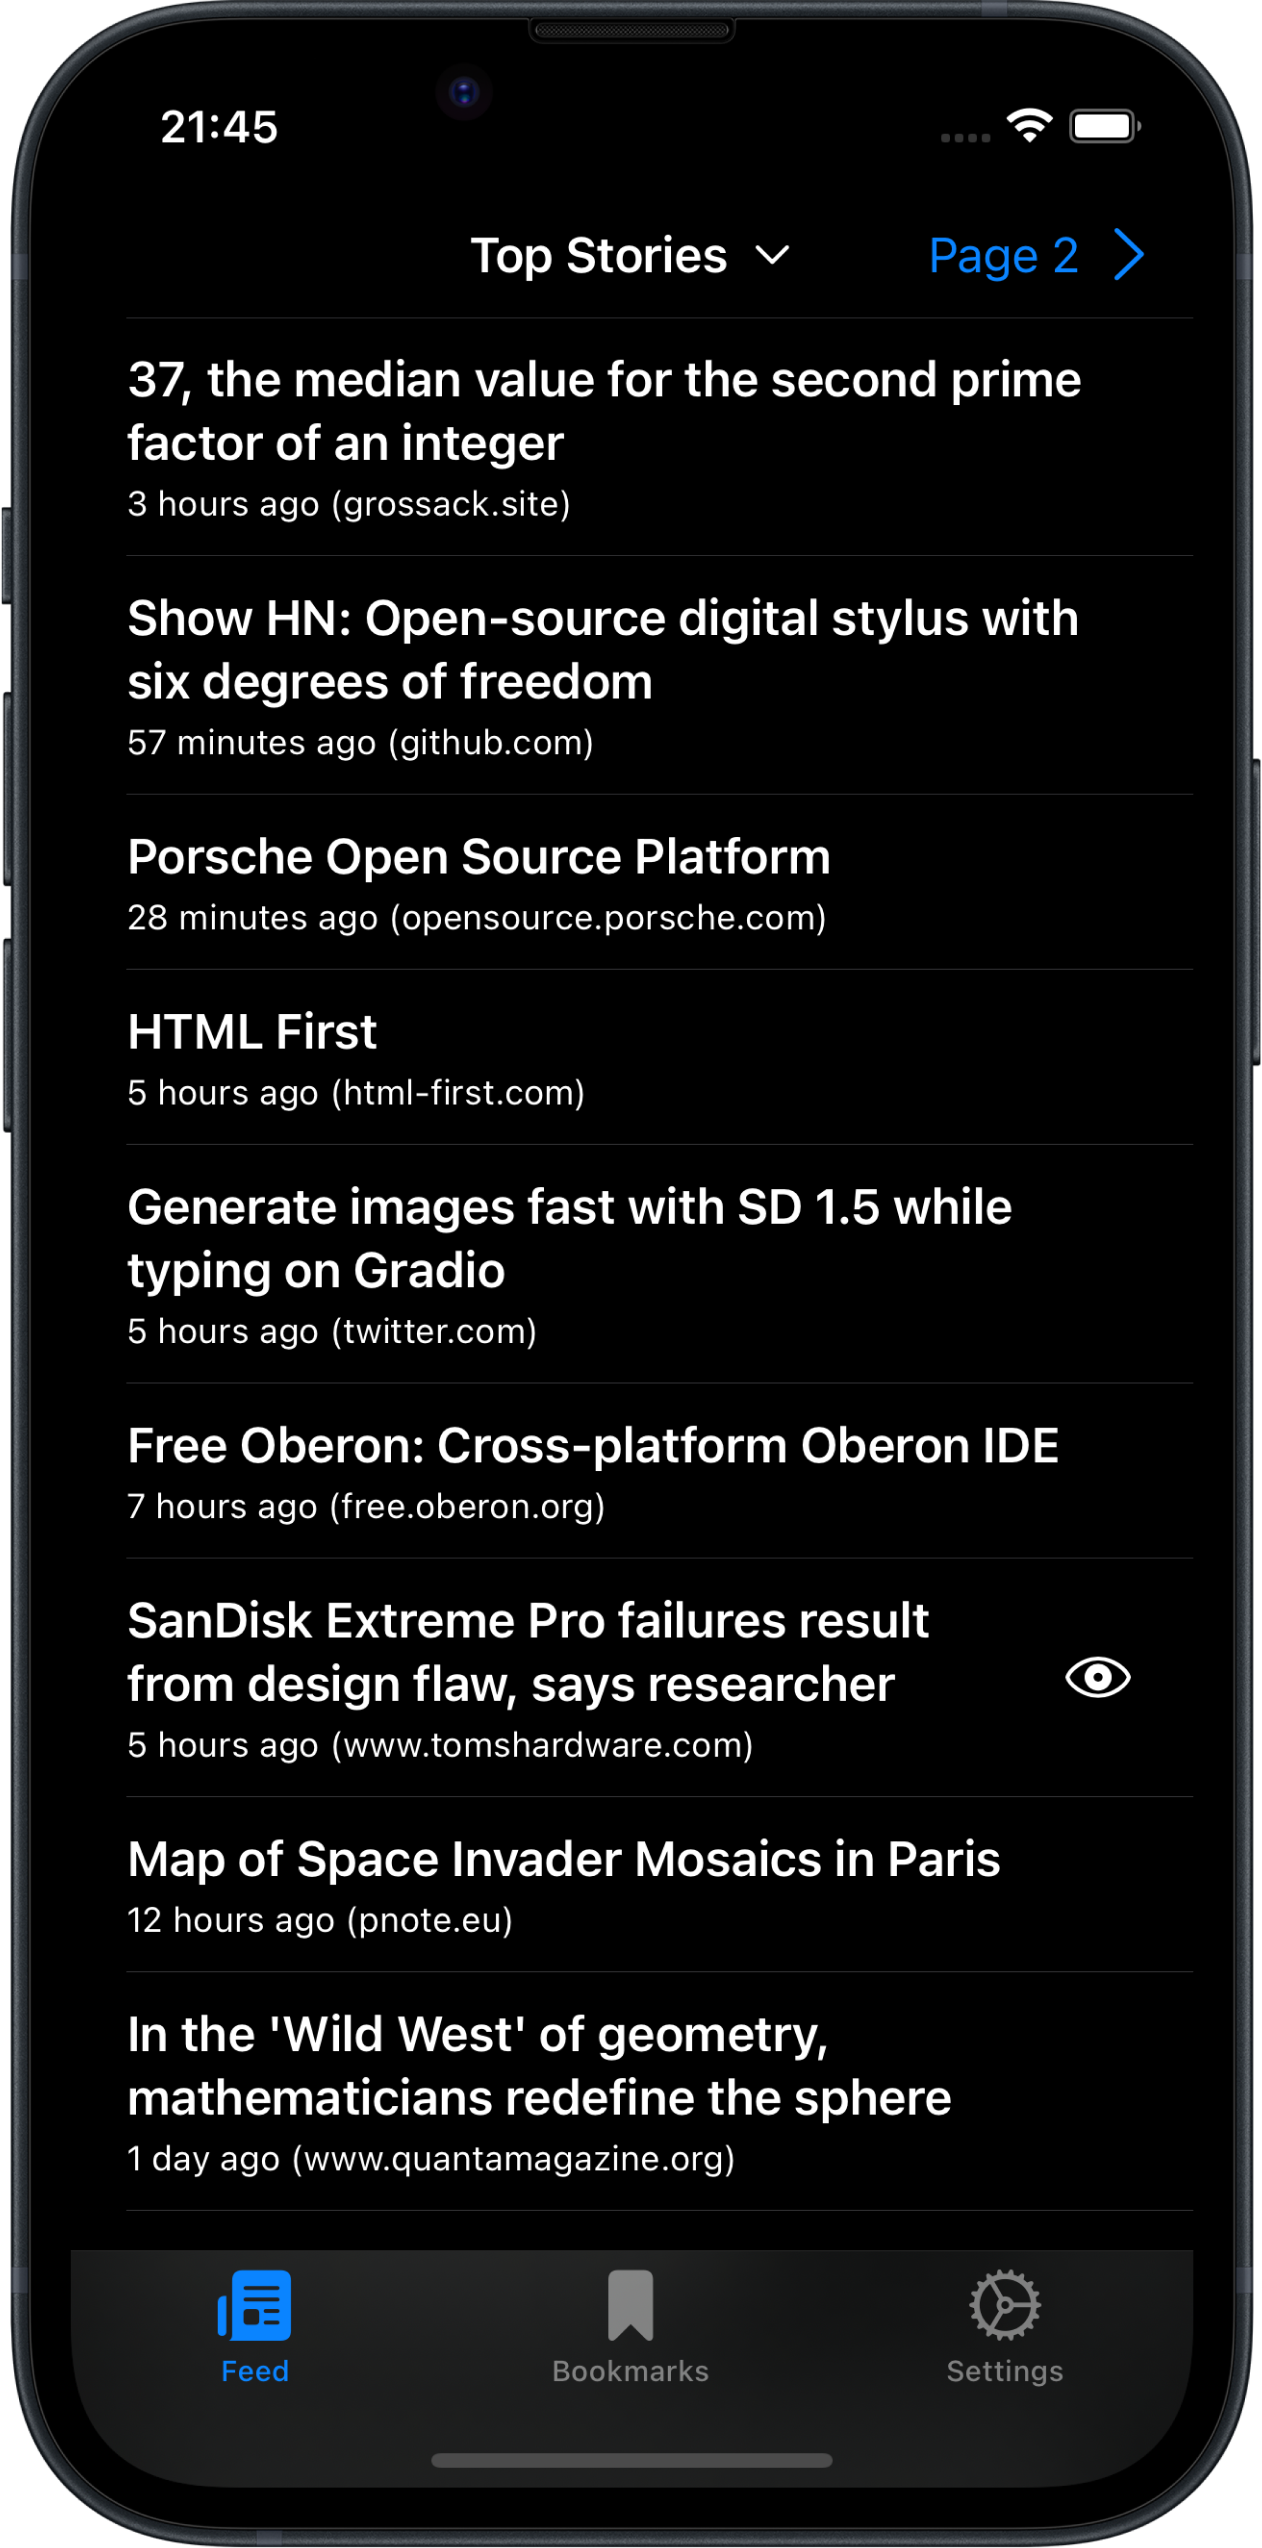 21:45
Top Stories
Page 2
37, the median value for the second prime
factor of an integer
3 hours ago (grossack.site)
Show HN: Open-source digital stylus with
six degrees of freedom
57 minutes ago (github.com)
Porsche Open Source Platform
28 minutes ago (opensource.porsche.com)
HTML First
5 hours ago (html-first.com)
Generate images fast with SD 1.5 while
typing on Gradio
5 hours ago (twitter.com)
Free Oberon: Cross-platform Oberon IDE
7 hours ago (free.oberon.org)
SanDisk Extreme Pro failures result
from design flaw, says researcher
5 hours ago (www.tomshardware.com)
Map of Space Invader Mosaics in Paris
12 hours ago (pnote.eu)
In the 'Wild West' of geometry,
mathematicians redefine the sphere
1 day ago (www.quantamagazine.org)
Feed
Bookmarks
Settings